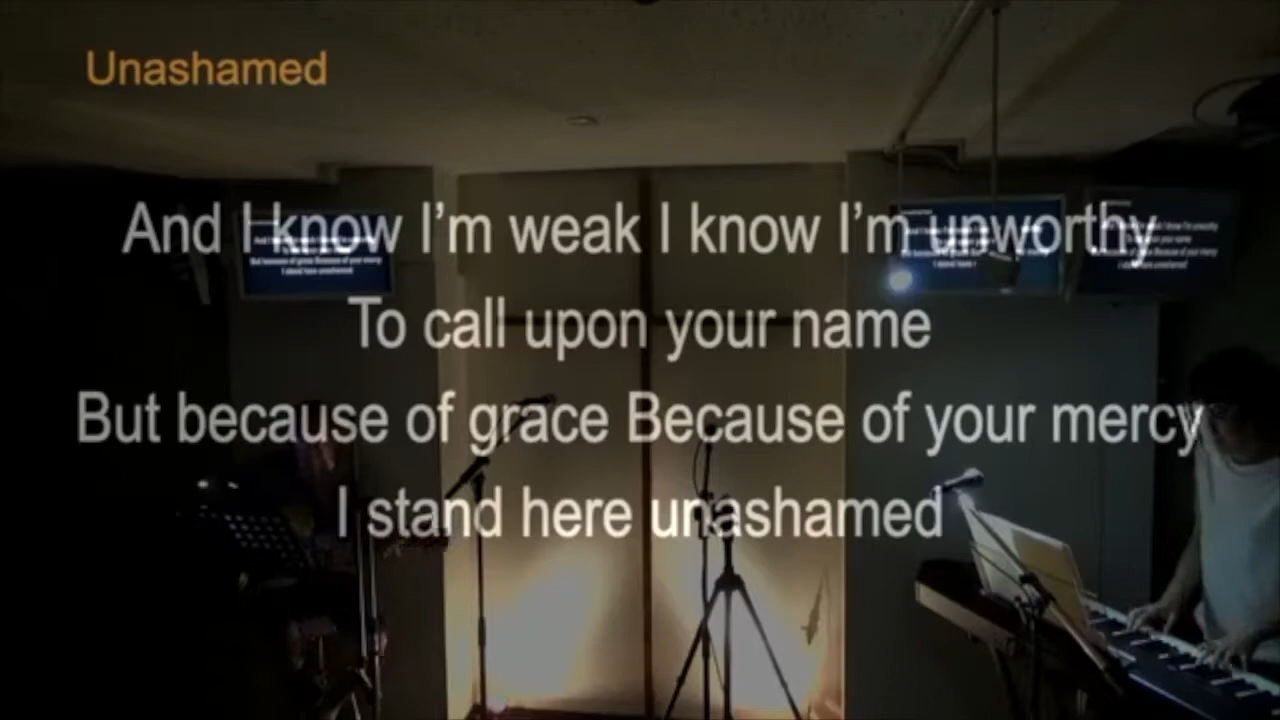 Unashamed
And I know I'm weak I know I'm unworthy
To call upon your name
But because of grace Because of your mercy
I stand here unashamed